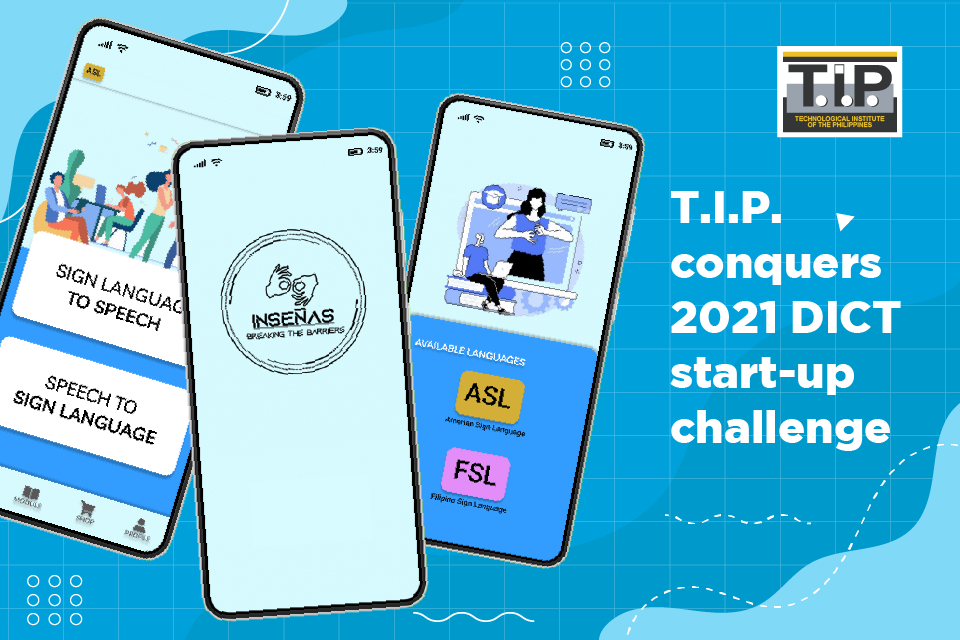 ASL
3:59
SIGN LANGUAG
TO SPEECH
SPEECH TO
SIGN LANGUAGE
MODULE
SHOP
PROFILE
3:59
INSEÑAS
BREAKING THE BARRIERS
3:59
AVAILABLE LANGUAGES
ASL
Amerian Sign Language
FSL
Filipino Sign Language
T.I.P.
TECHNOLOGICAL INSTITUTE
OF THE PHILIPPINES
T.I.P.
conquers
2021 DICT
start-up
challenge